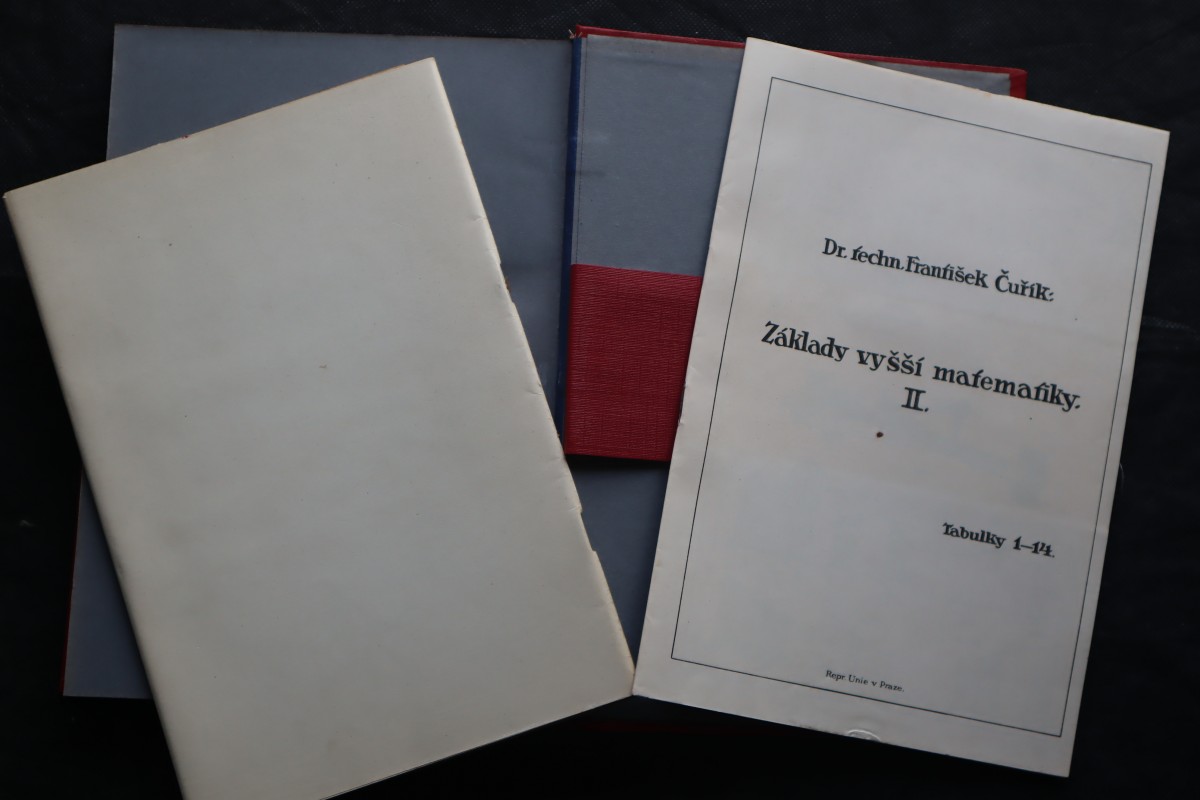 Dr. techn. František Čuřík:
Základy vyšší matematiky.
II.
Tabulky 1–14.
Repr. Unie v Praze.